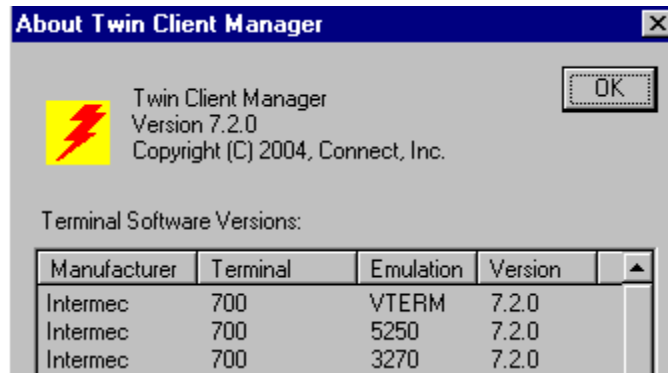 About Twin Client Manager
OK
Twin Client Manager
Version 7.2.0
Copyright (C) 2004, Connect, Inc.
Terminal Software Versions:
Manufacturer Terminal Emulation Version
Intermec 700 VTERM 7.2.0
Intermec 700 5250 7.2.0
Intermec 700 3270 7.2.0